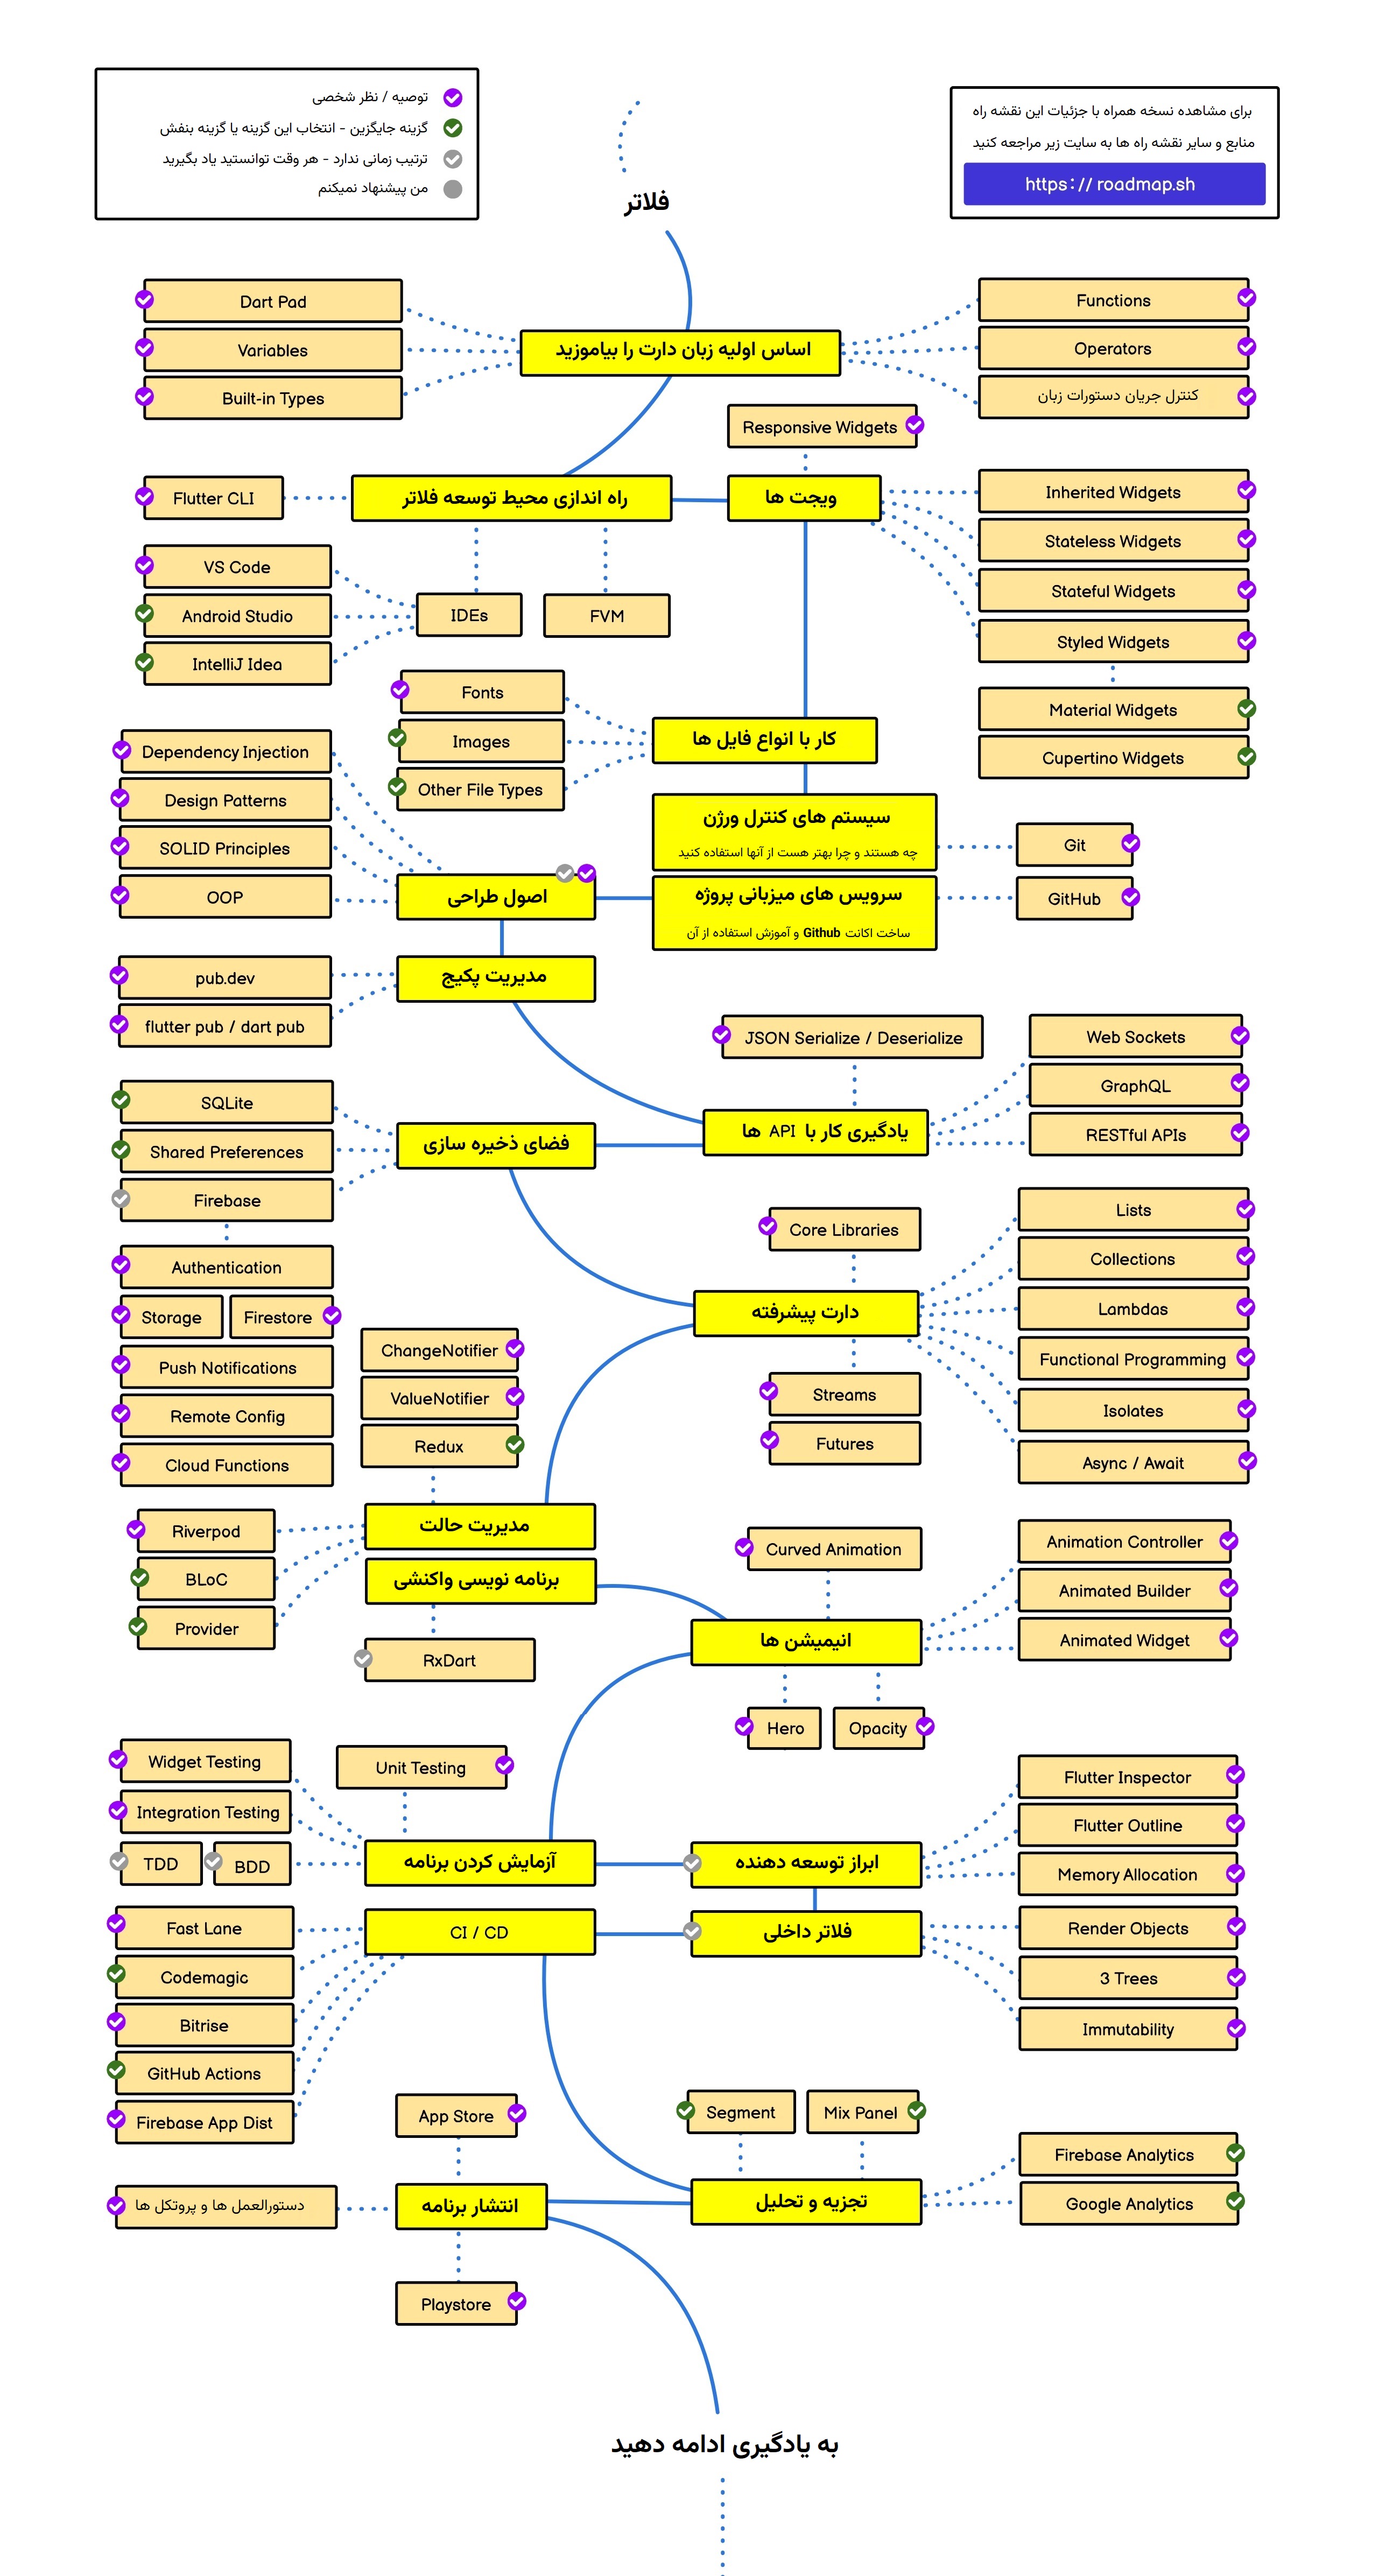 توصیه / نظر شخصی
گزینه جایگزین - انتخاب این گزینه یا گزینه بنفش
ترتیب زمانی ندارد - هر وقت توانستید یاد بگیرید
من پیشنهاد نمیکنم
برای مشاهده نسخه همراه با جزئیات این نقشه راه
منابع و سایر نقشه راه ها به سایت زیر مراجعه کنید
https://roadmap.sh
فلاتر
اساس اولیه زبان دارت را بیاموزید
Dart Pad
Variables
Built-in Types
Functions
Operators
کنترل جریان دستورات زبان
راه اندازی محیط توسعه فلاتر
Flutter CLI
IDEs
FVM
VS Code
Android Studio
IntelliJ Idea
ویجت ها
Responsive Widgets
Inherited Widgets
Stateless Widgets
Stateful Widgets
Styled Widgets
Material Widgets
Cupertino Widgets
کار با انواع فایل ها
Fonts
Images
Other File Types
سیستم های کنترل ورژن
چه هستند و چرا بهتر هست از آنها استفاده کنید
Git
سرویس های میزبانی پروژه
ساخت اکانت Github و آموزش استفاده از آن
GitHub
اصول طراحی
Dependency Injection
Design Patterns
SOLID Principles
OOP
مدیریت پکیج
pub.dev
flutter pub / dart pub
یادگیری کار با API ها
JSON Serialize / Deserialize
Web Sockets
GraphQL
RESTful APIs
فضای ذخیره سازی
SQLite
Shared Preferences
Firebase
Authentication
Storage
Firestore
Push Notifications
Remote Config
Cloud Functions
دارت پیشرفته
Core Libraries
Lists
Collections
Lambdas
Functional Programming
Isolates
Async / Await
Streams
Futures
مدیریت حالت
ChangeNotifier
ValueNotifier
Redux
Riverpod
BLoC
Provider
برنامه نویسی واکنشی
RxDart
انیمیشن ها
Curved Animation
Animation Controller
Animated Builder
Animated Widget
Hero
Opacity
آزمایش کردن برنامه
Unit Testing
Widget Testing
Integration Testing
TDD
BDD
ابراز توسعه دهنده
Flutter Inspector
Flutter Outline
Memory Allocation
فلاتر داخلی
Render Objects
3 Trees
Immutability
CI / CD
Fast Lane
Codemagic
Bitrise
GitHub Actions
Firebase App Dist
تجزیه و تحلیل
Segment
Mix Panel
Firebase Analytics
Google Analytics
انتشار برنامه
App Store
دستورالعمل ها و پروتکل ها
Playstore
به یادگیری ادامه دهید